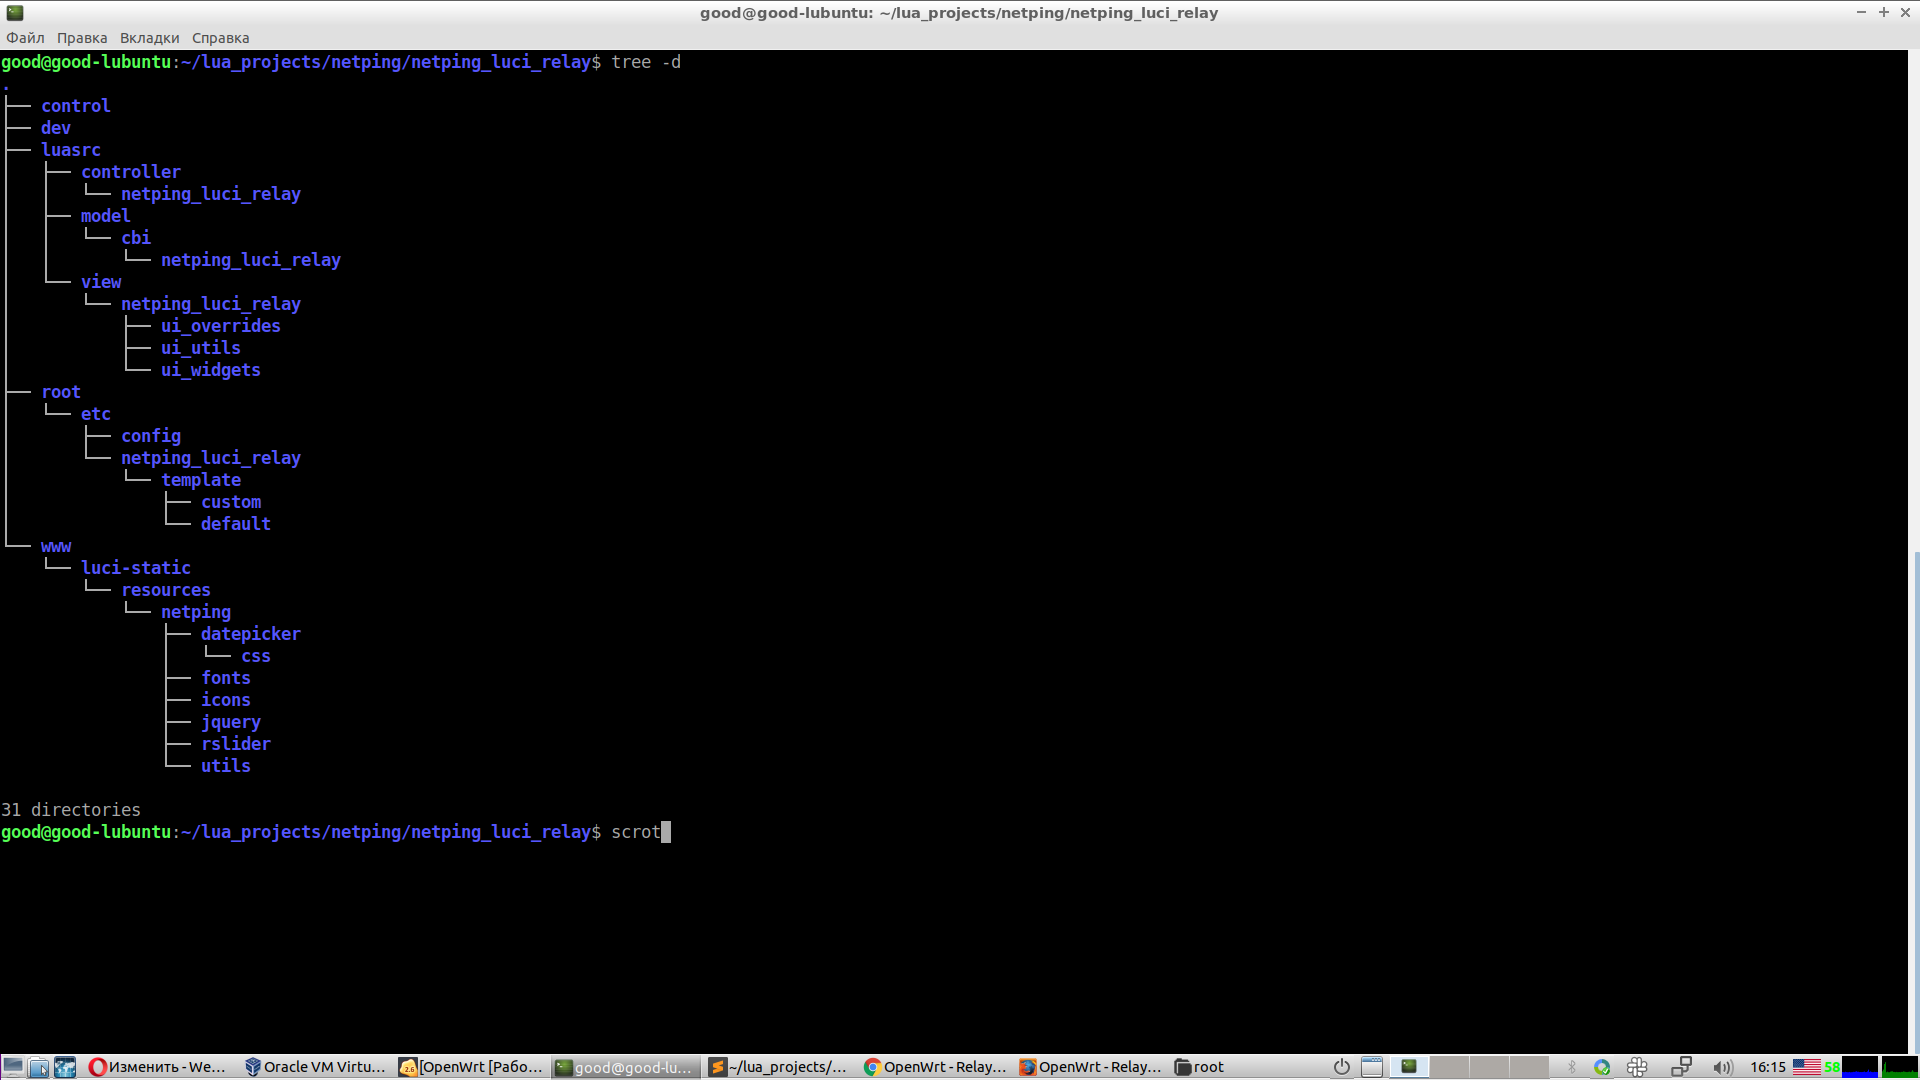 good@good-lubuntu: ~/lua_projects/netping/netping_luci_relay
Файл Правка Вкладки Справка
good@good-lubuntu:~/lua_projects/netping/netping_luci_relay$ tree -d
.
├── control
├── dev
├── luasrc
│   ├── controller
│   │   └── netping_luci_relay
│   ├── model
│   │   └── cbi
│   │       └── netping_luci_relay
│   └── view
│       └── netping_luci_relay
│           ├── ui_overrides
│           ├── ui_utils
│           └── ui_widgets
├── root
│   └── etc
│       ├── config
│       └── netping_luci_relay
│           └── template
│               ├── custom
│               └── default
└── www
    └── luci-static
        └── resources
            └── netping
                ├── datepicker
                │   └── css
                ├── fonts
                ├── icons
                ├── jquery
                ├── rslider
                └── utils
31 directories
good@good-lubuntu:~/lua_projects/netping/netping_luci_relay$ scrot
Изменить - We... Oracle VM Virtu... [OpenWrt [Рабо... good@good-lu... ~/lua_projects/... OpenWrt - Relay... OpenWrt - Relay... root 16:15 58